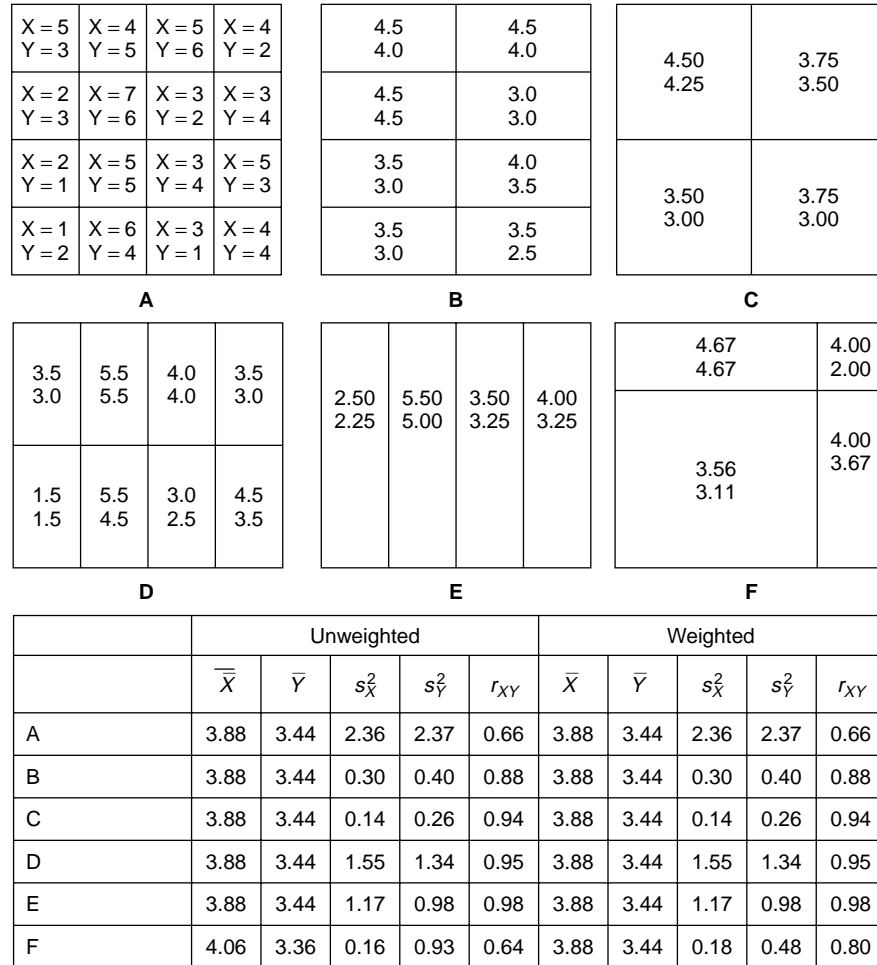 X = 5 X = 4 X = 5 X = 4
Y = 3 Y = 5 Y = 6 Y = 2
X = 2 X = 7 X = 3 X = 3
Y = 3 Y = 6 Y = 2 Y = 4
X = 2 X = 5 X = 3 X = 5
Y = 1 Y = 5 Y = 4 Y = 3
X = 1 X = 6 X = 3 X = 4
Y = 2 Y = 4 Y = 1 Y = 4
A
4.5 4.5
4.0 4.0
4.5 3.0
4.5 3.0
3.5 4.0
3.0 3.5
3.5 3.5
3.0 2.5
B
4.50 3.75
4.25 3.50
3.50 3.75
3.00 3.00
C
3.5 5.5 4.0 3.5
3.0 5.5 4.0 3.0
1.5 5.5 3.0 4.5
1.5 4.5 2.5 3.5
D
2.50 5.50 3.50 4.00
2.25 5.00 3.25 3.25
E
4.67 4.00
4.67 2.00
3.56 4.00
3.11 3.67
F
Unweighted Weighted
X̿ Y̅ s²X s²Y rXY X̅ Y̅ s²X s²Y rXY
A 3.88 3.44 2.36 2.37 0.66 3.88 3.44 2.36 2.37 0.66
B 3.88 3.44 0.30 0.40 0.88 3.88 3.44 0.30 0.40 0.88
C 3.88 3.44 0.14 0.26 0.94 3.88 3.44 0.14 0.26 0.94
D 3.88 3.44 1.55 1.34 0.95 3.88 3.44 1.55 1.34 0.95
E 3.88 3.44 1.17 0.98 0.98 3.88 3.44 1.17 0.98 0.98
F 4.06 3.36 0.16 0.93 0.64 3.88 3.44 0.18 0.48 0.80